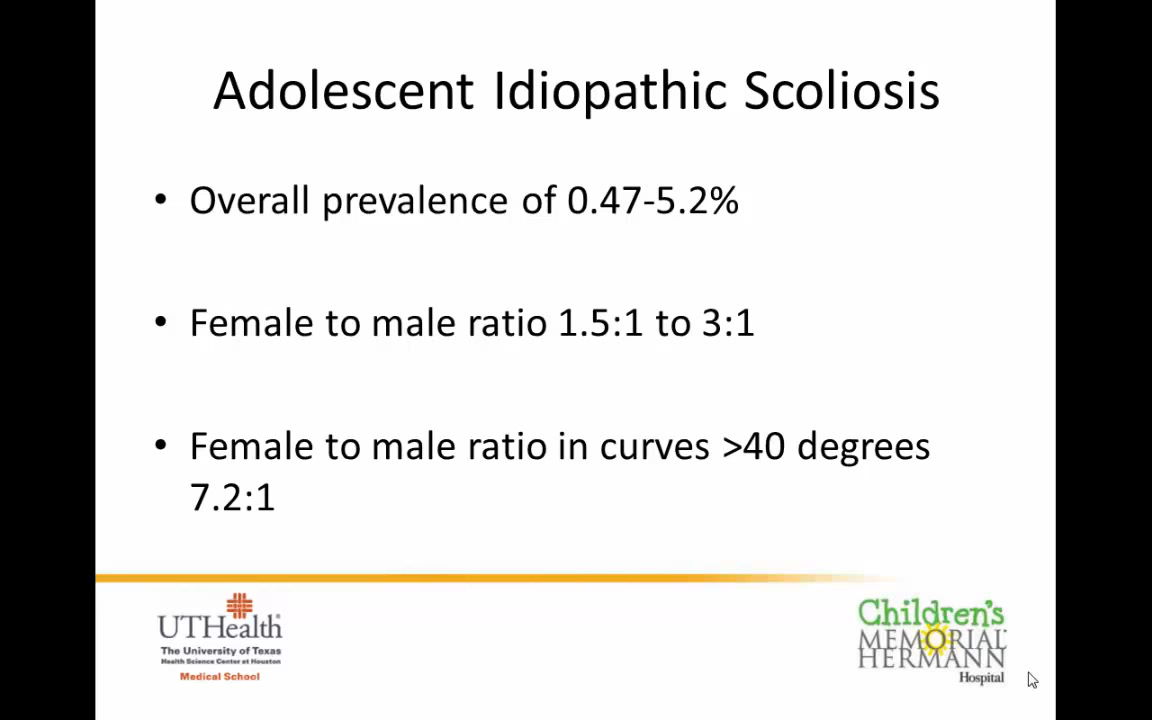 Adolescent Idiopathic Scoliosis
• Overall prevalence of 0.47-5.2%
• Female to male ratio 1.5:1 to 3:1
• Female to male ratio in curves >40 degrees
7.2:1
UTHealth
The University of Texas
Health Science Center at Houston
Medical School
Children's
MEMORIAL
HERMANN
Hospital